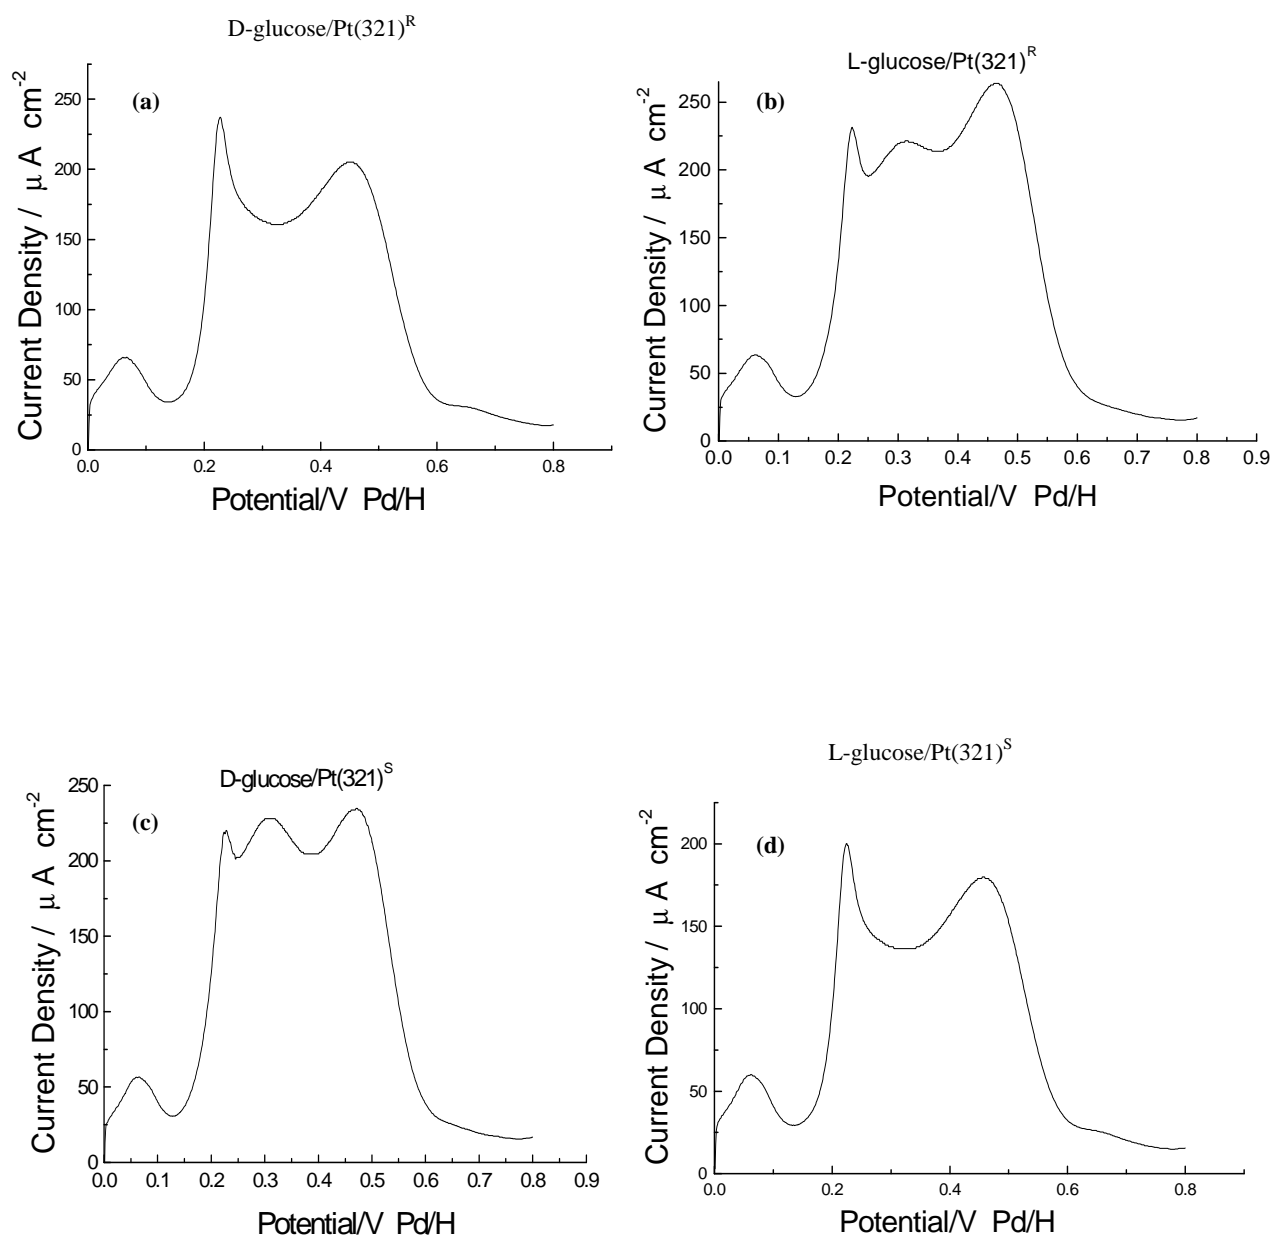 D-glucose/Pt(321)R
(a)
Current Density / μ A cm-2
250
200
150
100
50
0
0.0 0.2 0.4 0.6 0.8
Potential/V Pd/H
L-glucose/Pt(321)R
(b)
Current Density / μ A cm-2
250
200
150
100
50
0
0.0 0.1 0.2 0.3 0.4 0.5 0.6 0.7 0.8 0.9
Potential/V Pd/H
D-glucose/Pt(321)S
(c)
Current Density / μ A cm-2
250
200
150
100
50
0
0.0 0.1 0.2 0.3 0.4 0.5 0.6 0.7 0.8 0.9
Potential/V Pd/H
L-glucose/Pt(321)S
(d)
Current Density / μ A cm-2
200
150
100
50
0
0.0 0.2 0.4 0.6 0.8
Potential/V Pd/H